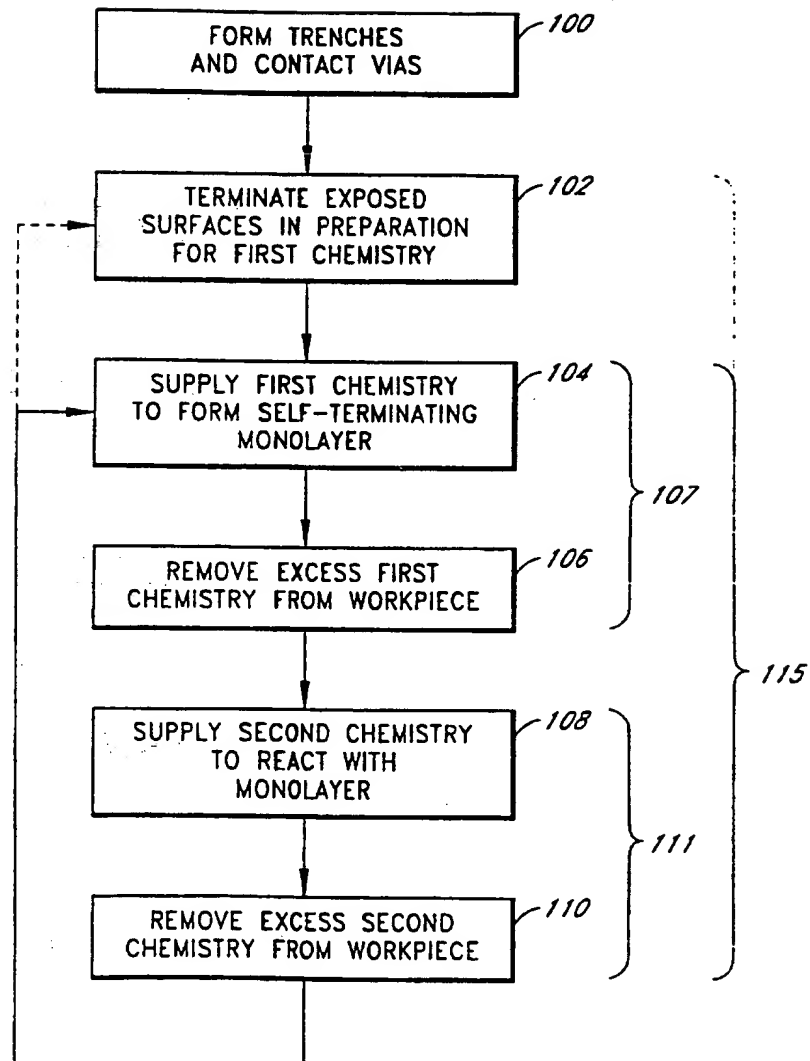 FORM TRENCHES
AND CONTACT VIAS
100
TERMINATE EXPOSED
SURFACES IN PREPARATION
FOR FIRST CHEMISTRY
102
SUPPLY FIRST CHEMISTRY
TO FORM SELF-TERMINATING
MONOLAYER
104
REMOVE EXCESS FIRST
CHEMISTRY FROM WORKPIECE
106
107
SUPPLY SECOND CHEMISTRY
TO REACT WITH
MONOLAYER
108
REMOVE EXCESS SECOND
CHEMISTRY FROM WORKPIECE
110
111
115